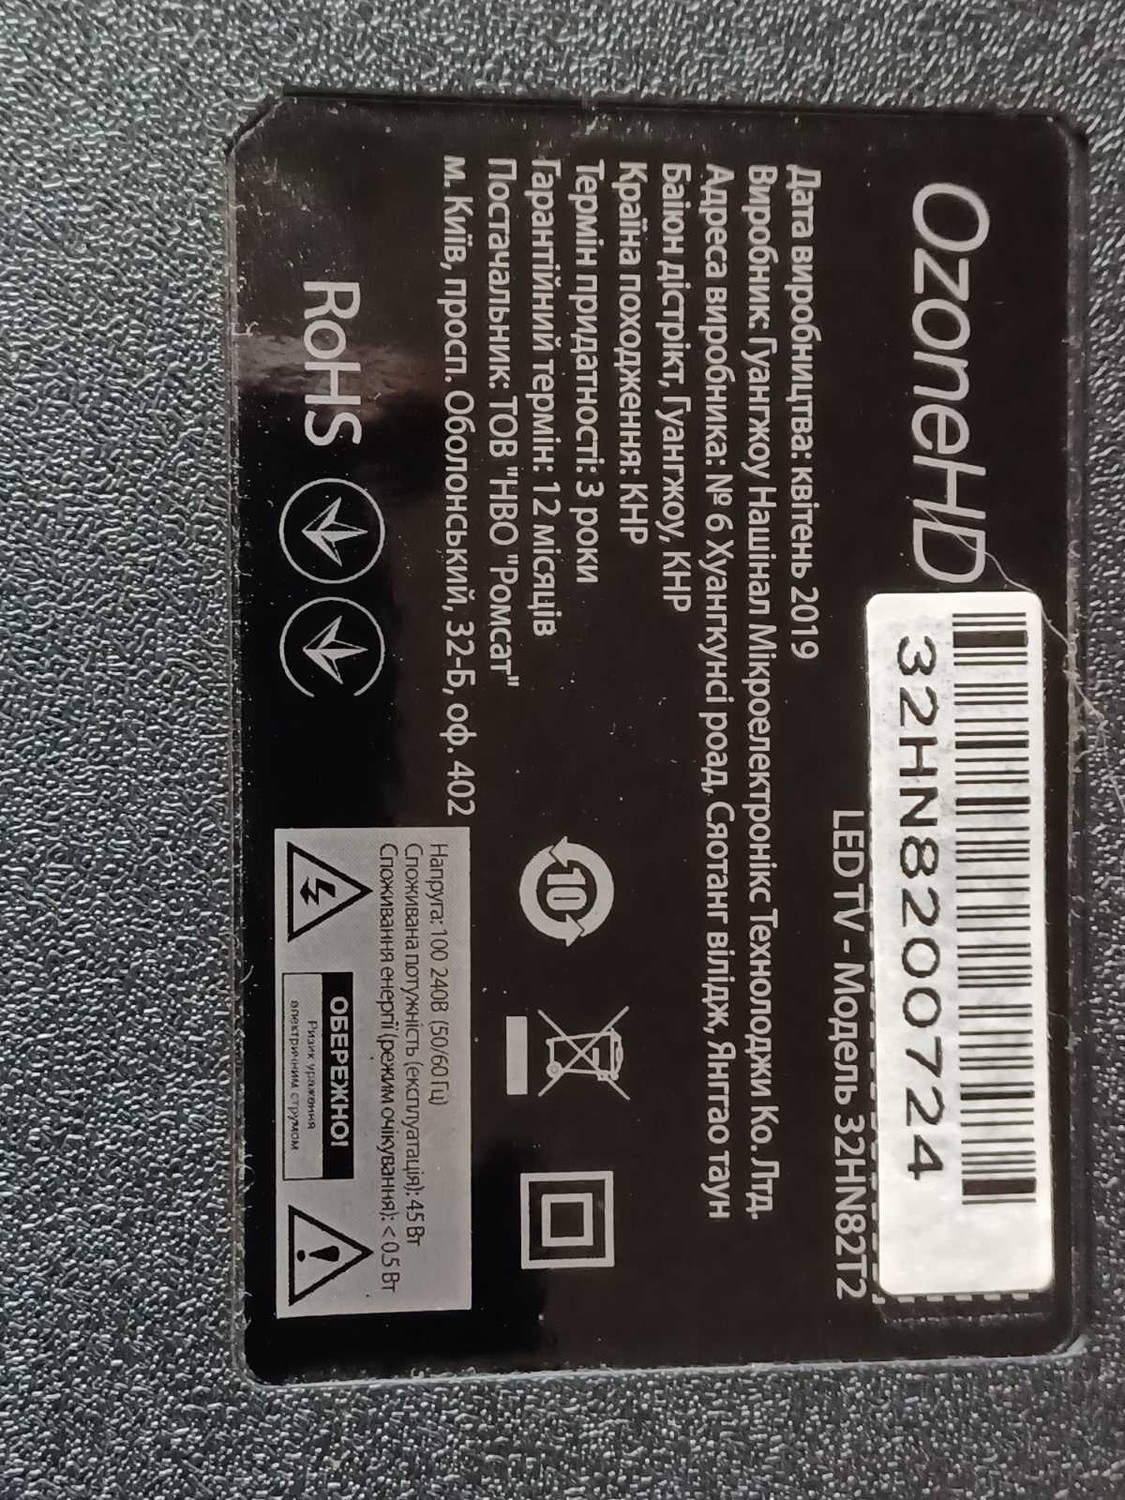 OzoneHD
32HN8200724
LED TV - Модель 32HN82T2
Дата виробництва: квітень 2019
Виробник: Гуангжоу Нашінал Мікроелектронікс Технолоджи Ко. Лтд.
Адреса виробника: № 6 Хуангкунсі роад, Сяотанг вілідж, Янгтао таун
Баіюн дістрікт, Гуангжоу, КНР
Країна походження: КНР
Термін придатності: 3 роки
Гарантійний термін: 12 місяців
Постачальник: ТОВ "НВО "Ромсат"
м. Київ, просп. Оболонський, 32-Б, оф. 402
10
RoHS
Напруга: 100 240В (50/60 Гц)
Споживана потужність (експлуатація): 45 Вт
Споживання енергії (режим очікування): < 0.5 Вт
ОБЕРЕЖНО!
Ризик ураження
електричним струмом